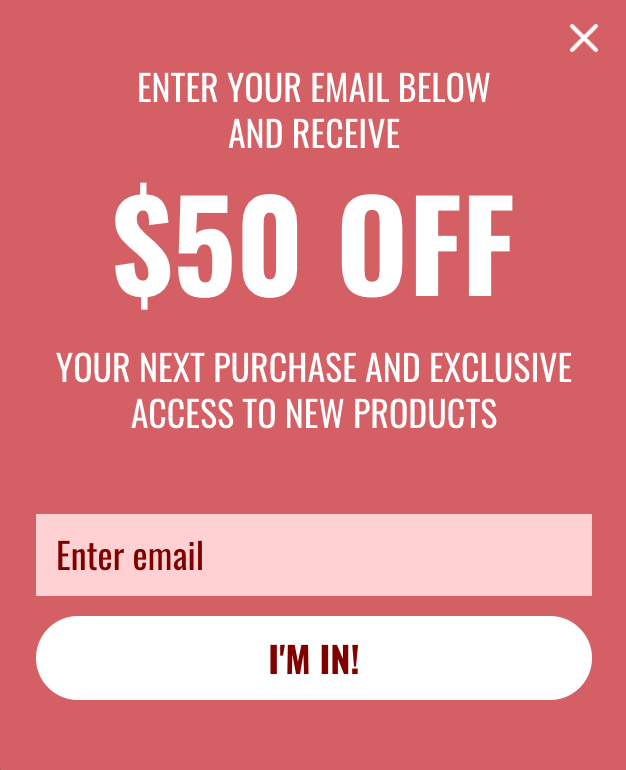 ENTER YOUR EMAIL BELOW
AND RECEIVE
$50 OFF
YOUR NEXT PURCHASE AND EXCLUSIVE
ACCESS TO NEW PRODUCTS
Enter email
I'M IN!